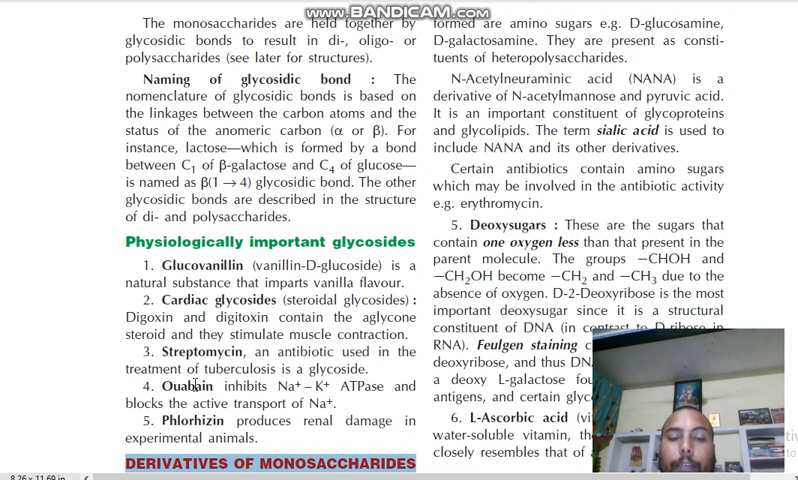 www.BANDICAM.com
The monosaccharides are held together by
glycosidic bonds to result in di-, oligo- or
polysaccharides (see later for structures).
Naming of glycosidic bond : The
nomenclature of glycosidic bonds is based on
the linkages between the carbon atoms and the
status of the anomeric carbon (α or β). For
instance, lactose—which is formed by a bond
between C₁ of β-galactose and C₄ of glucose—
is named as β(1 → 4) glycosidic bond. The other
glycosidic bonds are described in the structure
of di- and polysaccharides.
Physiologically important glycosides
1. Glucovanillin (vanillin-D-glucoside) is a
natural substance that imparts vanilla flavour.
2. Cardiac glycosides (steroidal glycosides) :
Digoxin and digitoxin contain the aglycone
steroid and they stimulate muscle contraction.
3. Streptomycin, an antibiotic used in the
treatment of tuberculosis is a glycoside.
4. Ouabain inhibits Na⁺ – K⁺ ATPase and
blocks the active transport of Na⁺.
5. Phlorhizin produces renal damage in
experimental animals.
DERIVATIVES OF MONOSACCHARIDES
formed are amino sugars e.g. D-glucosamine,
D-galactosamine. They are present as consti-
tuents of heteropolysaccharides.
N-Acetylneuraminic acid (NANA) is a
derivative of N-acetylmannose and pyruvic acid.
It is an important constituent of glycoproteins
and glycolipids. The term sialic acid is used to
include NANA and its other derivatives.
Certain antibiotics contain amino sugars
which may be involved in the antibiotic activity
e.g. erythromycin.
5. Deoxysugars : These are the sugars that
contain one oxygen less than that present in the
parent molecule. The groups —CHOH and
—CH₂OH become —CH₂ and —CH₃ due to the
absence of oxygen. D-2-Deoxyribose is the most
important deoxysugar since it is a structural
constituent of DNA (in contrast to D-ribose in
RNA). Feulgen staining
deoxyribose, and thus DN
a deoxy L-galactose fou
antigens, and certain glyc
6. L-Ascorbic acid (vi
water-soluble vitamin, th
closely resembles that of
8.26 x 11.69 in